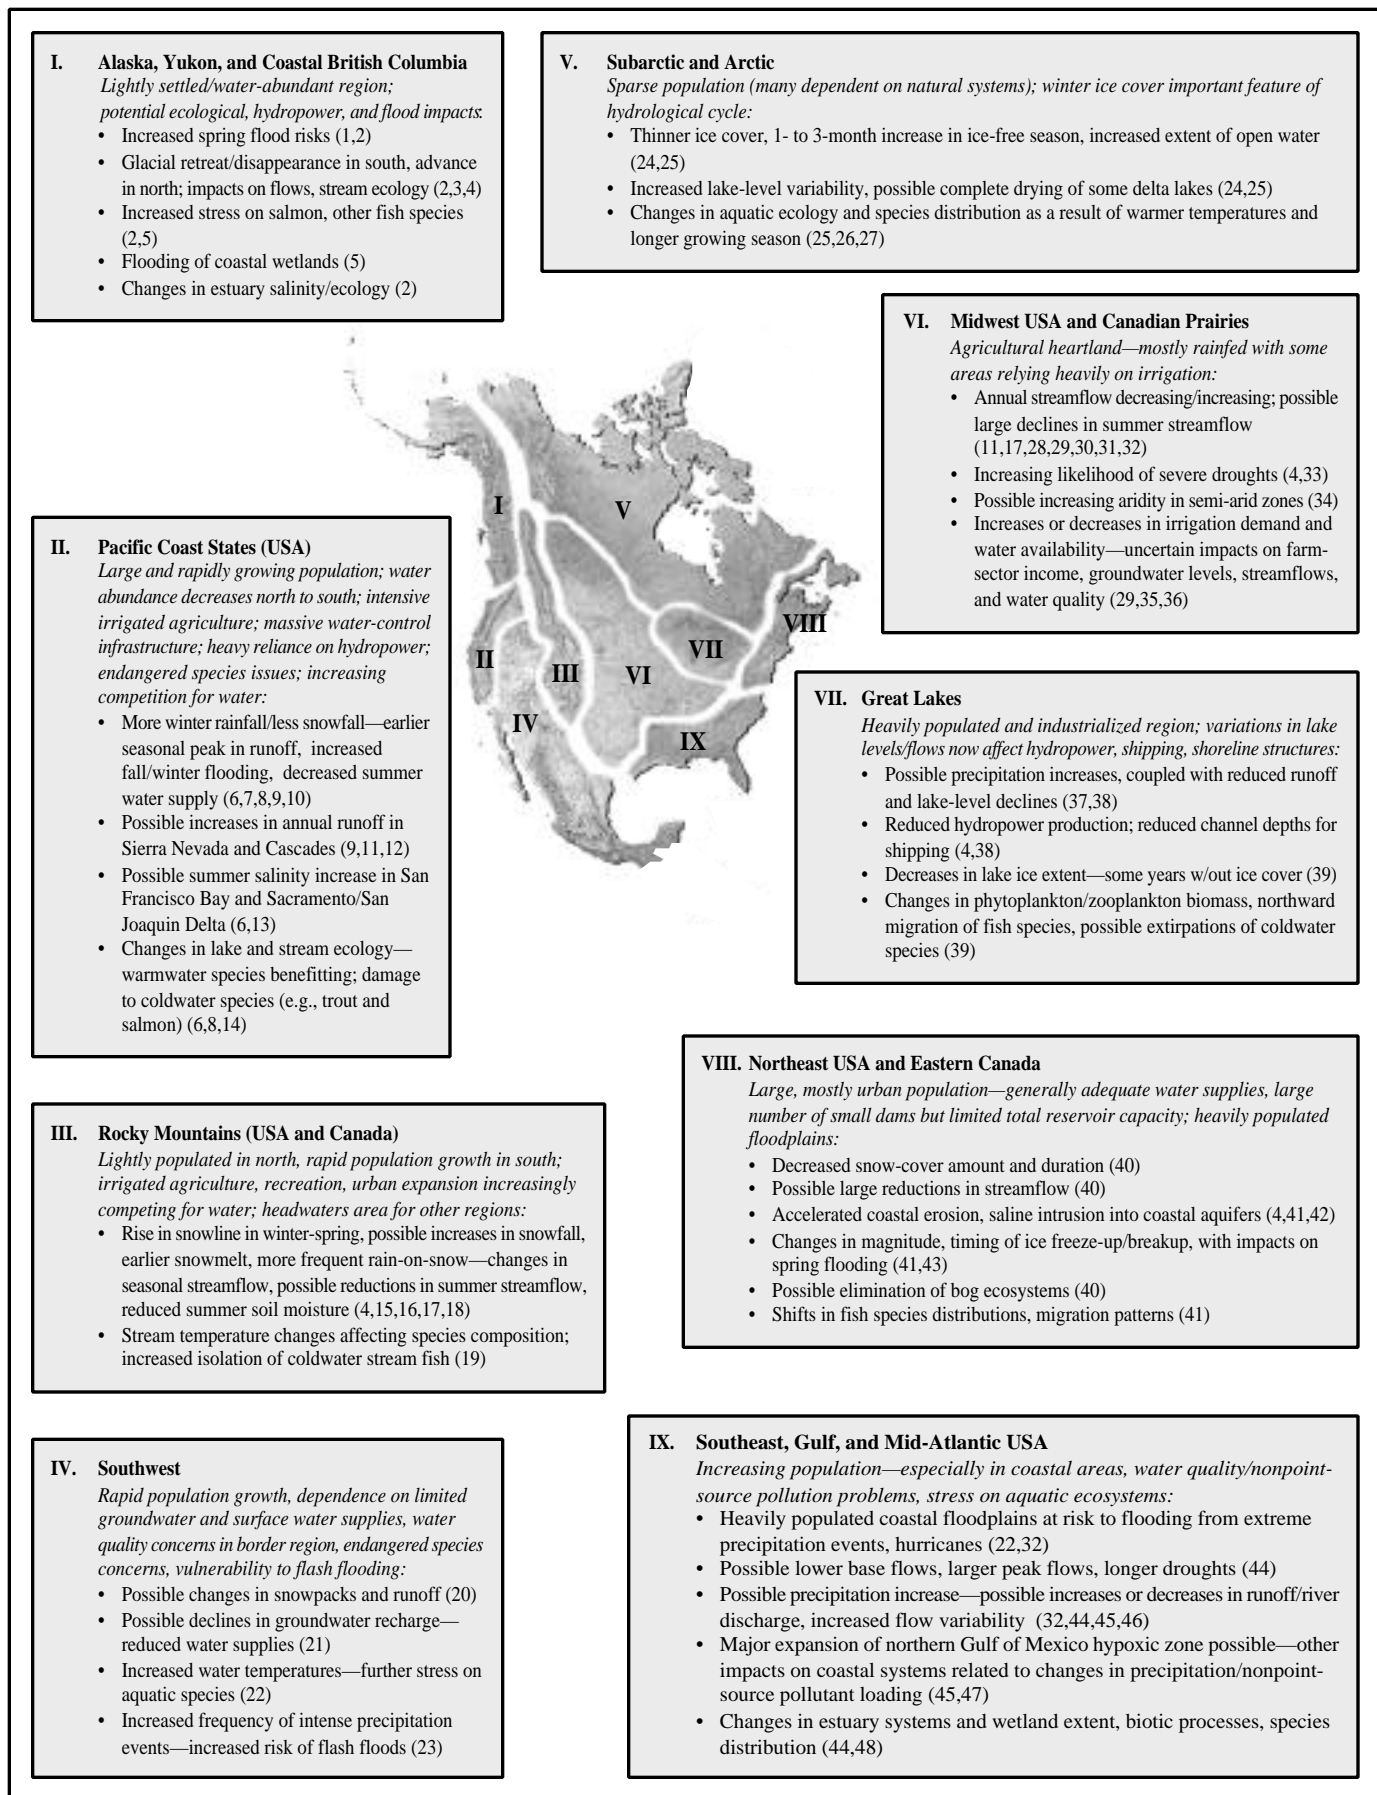 I. Alaska, Yukon, and Coastal British Columbia
Lightly settled/water-abundant region;
potential ecological, hydropower, and flood impacts:
• Increased spring flood risks (1,2)
• Glacial retreat/disappearance in south, advance
in north; impacts on flows, stream ecology (2,3,4)
• Increased stress on salmon, other fish species
(2,5)
• Flooding of coastal wetlands (5)
• Changes in estuary salinity/ecology (2)
V. Subarctic and Arctic
Sparse population (many dependent on natural systems); winter ice cover important feature of
hydrological cycle:
• Thinner ice cover, 1- to 3-month increase in ice-free season, increased extent of open water
(24,25)
• Increased lake-level variability, possible complete drying of some delta lakes (24,25)
• Changes in aquatic ecology and species distribution as a result of warmer temperatures and
longer growing season (25,26,27)
VI. Midwest USA and Canadian Prairies
Agricultural heartland—mostly rainfed with some
areas relying heavily on irrigation:
• Annual streamflow decreasing/increasing; possible
large declines in summer streamflow
(11,17,28,29,30,31,32)
• Increasing likelihood of severe droughts (4,33)
• Possible increasing aridity in semi-arid zones (34)
• Increases or decreases in irrigation demand and
water availability—uncertain impacts on farm-
sector income, groundwater levels, streamflows,
and water quality (29,35,36)
I
V
II
III
IV
VI
VII
VIII
IX
II. Pacific Coast States (USA)
Large and rapidly growing population; water
abundance decreases north to south; intensive
irrigated agriculture; massive water-control
infrastructure; heavy reliance on hydropower;
endangered species issues; increasing
competition for water:
• More winter rainfall/less snowfall—earlier
seasonal peak in runoff, increased
fall/winter flooding, decreased summer
water supply (6,7,8,9,10)
• Possible increases in annual runoff in
Sierra Nevada and Cascades (9,11,12)
• Possible summer salinity increase in San
Francisco Bay and Sacramento/San
Joaquin Delta (6,13)
• Changes in lake and stream ecology—
warmwater species benefitting; damage
to coldwater species (e.g., trout and
salmon) (6,8,14)
VII. Great Lakes
Heavily populated and industrialized region; variations in lake
levels/flows now affect hydropower, shipping, shoreline structures:
• Possible precipitation increases, coupled with reduced runoff
and lake-level declines (37,38)
• Reduced hydropower production; reduced channel depths for
shipping (4,38)
• Decreases in lake ice extent—some years w/out ice cover (39)
• Changes in phytoplankton/zooplankton biomass, northward
migration of fish species, possible extirpations of coldwater
species (39)
VIII. Northeast USA and Eastern Canada
Large, mostly urban population—generally adequate water supplies, large
number of small dams but limited total reservoir capacity; heavily populated
floodplains:
• Decreased snow-cover amount and duration (40)
• Possible large reductions in streamflow (40)
• Accelerated coastal erosion, saline intrusion into coastal aquifers (4,41,42)
• Changes in magnitude, timing of ice freeze-up/breakup, with impacts on
spring flooding (41,43)
• Possible elimination of bog ecosystems (40)
• Shifts in fish species distributions, migration patterns (41)
III. Rocky Mountains (USA and Canada)
Lightly populated in north, rapid population growth in south;
irrigated agriculture, recreation, urban expansion increasingly
competing for water; headwaters area for other regions:
• Rise in snowline in winter-spring, possible increases in snowfall,
earlier snowmelt, more frequent rain-on-snow—changes in
seasonal streamflow, possible reductions in summer streamflow,
reduced summer soil moisture (4,15,16,17,18)
• Stream temperature changes affecting species composition;
increased isolation of coldwater stream fish (19)
IV. Southwest
Rapid population growth, dependence on limited
groundwater and surface water supplies, water
quality concerns in border region, endangered species
concerns, vulnerability to flash flooding:
• Possible changes in snowpacks and runoff (20)
• Possible declines in groundwater recharge—
reduced water supplies (21)
• Increased water temperatures—further stress on
aquatic species (22)
• Increased frequency of intense precipitation
events—increased risk of flash floods (23)
IX. Southeast, Gulf, and Mid-Atlantic USA
Increasing population—especially in coastal areas, water quality/nonpoint-
source pollution problems, stress on aquatic ecosystems:
• Heavily populated coastal floodplains at risk to flooding from extreme
precipitation events, hurricanes (22,32)
• Possible lower base flows, larger peak flows, longer droughts (44)
• Possible precipitation increase—possible increases or decreases in runoff/river
discharge, increased flow variability (32,44,45,46)
• Major expansion of northern Gulf of Mexico hypoxic zone possible—other
impacts on coastal systems related to changes in precipitation/nonpoint-
source pollutant loading (45,47)
• Changes in estuary systems and wetland extent, biotic processes, species
distribution (44,48)